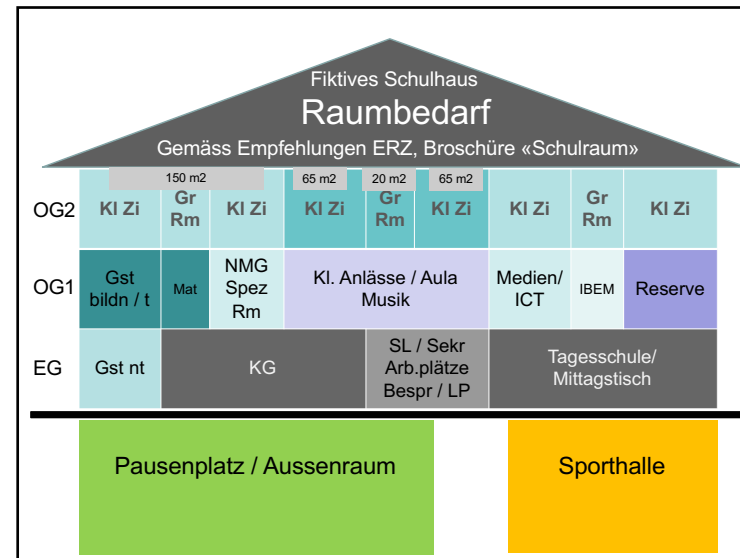 Fiktives Schulhaus
Raumbedarf
Gemäss Empfehlungen ERZ, Broschüre «Schulraum»
150 m2
65 m2
20 m2
65 m2
OG2
Kl Zi
Gr
Rm
Kl Zi
Kl Zi
Gr
Rm
Kl Zi
Kl Zi
Gr
Rm
Kl Zi
OG1
Gst
bildn / t
Mat
NMG
Spez
Rm
Kl. Anlässe / Aula
Musik
Medien/
ICT
IBEM
Reserve
EG
Gst nt
KG
SL / Sekr
Arb.plätze
Bespr / LP
Tagesschule/
Mittagstisch
Pausenplatz / Aussenraum
Sporthalle